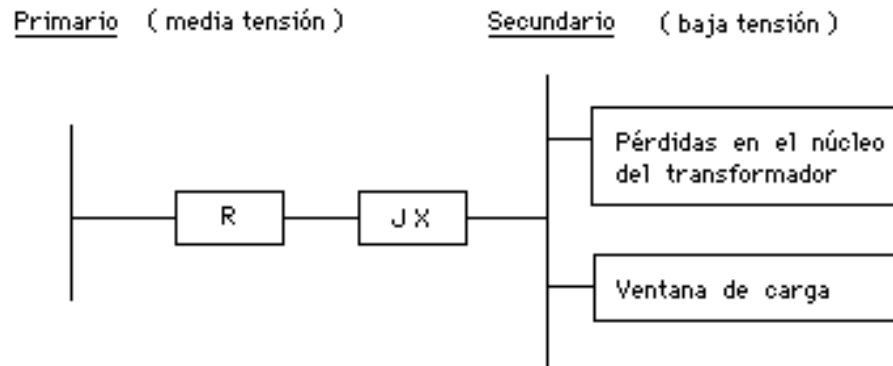 Primario ( media tensión ) Secundario ( baja tensión )
Pérdidas en el núcleo
del transformador
R J X
Ventana de carga